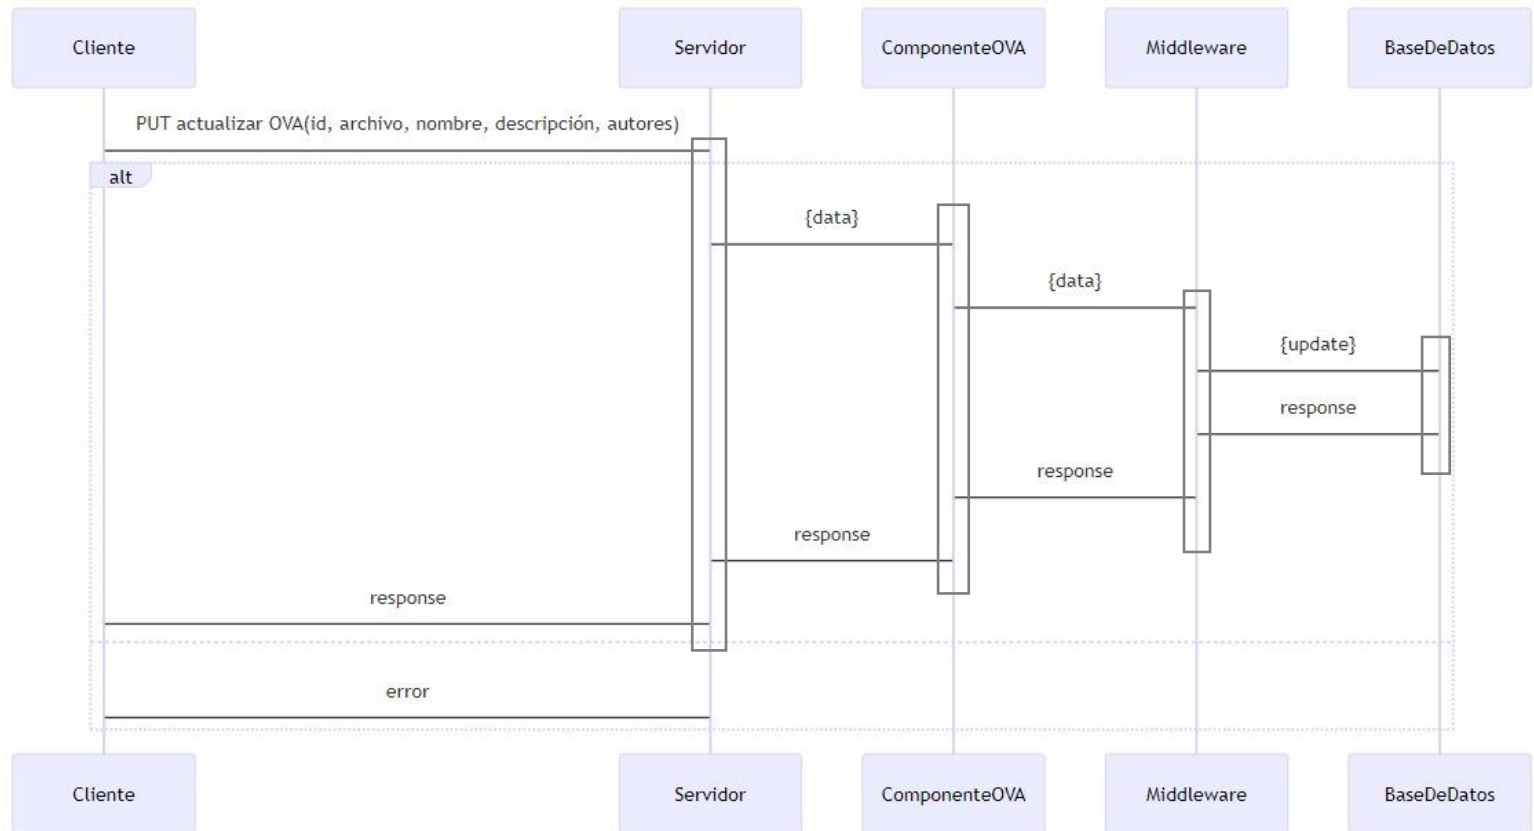 Cliente
Servidor
ComponenteOVA
Middleware
BaseDeDatos
PUT actualizar OVA(id, archivo, nombre, descripción, autores)
alt
{data}
{data}
{update}
response
response
response
response
error
Cliente
Servidor
ComponenteOVA
Middleware
BaseDeDatos